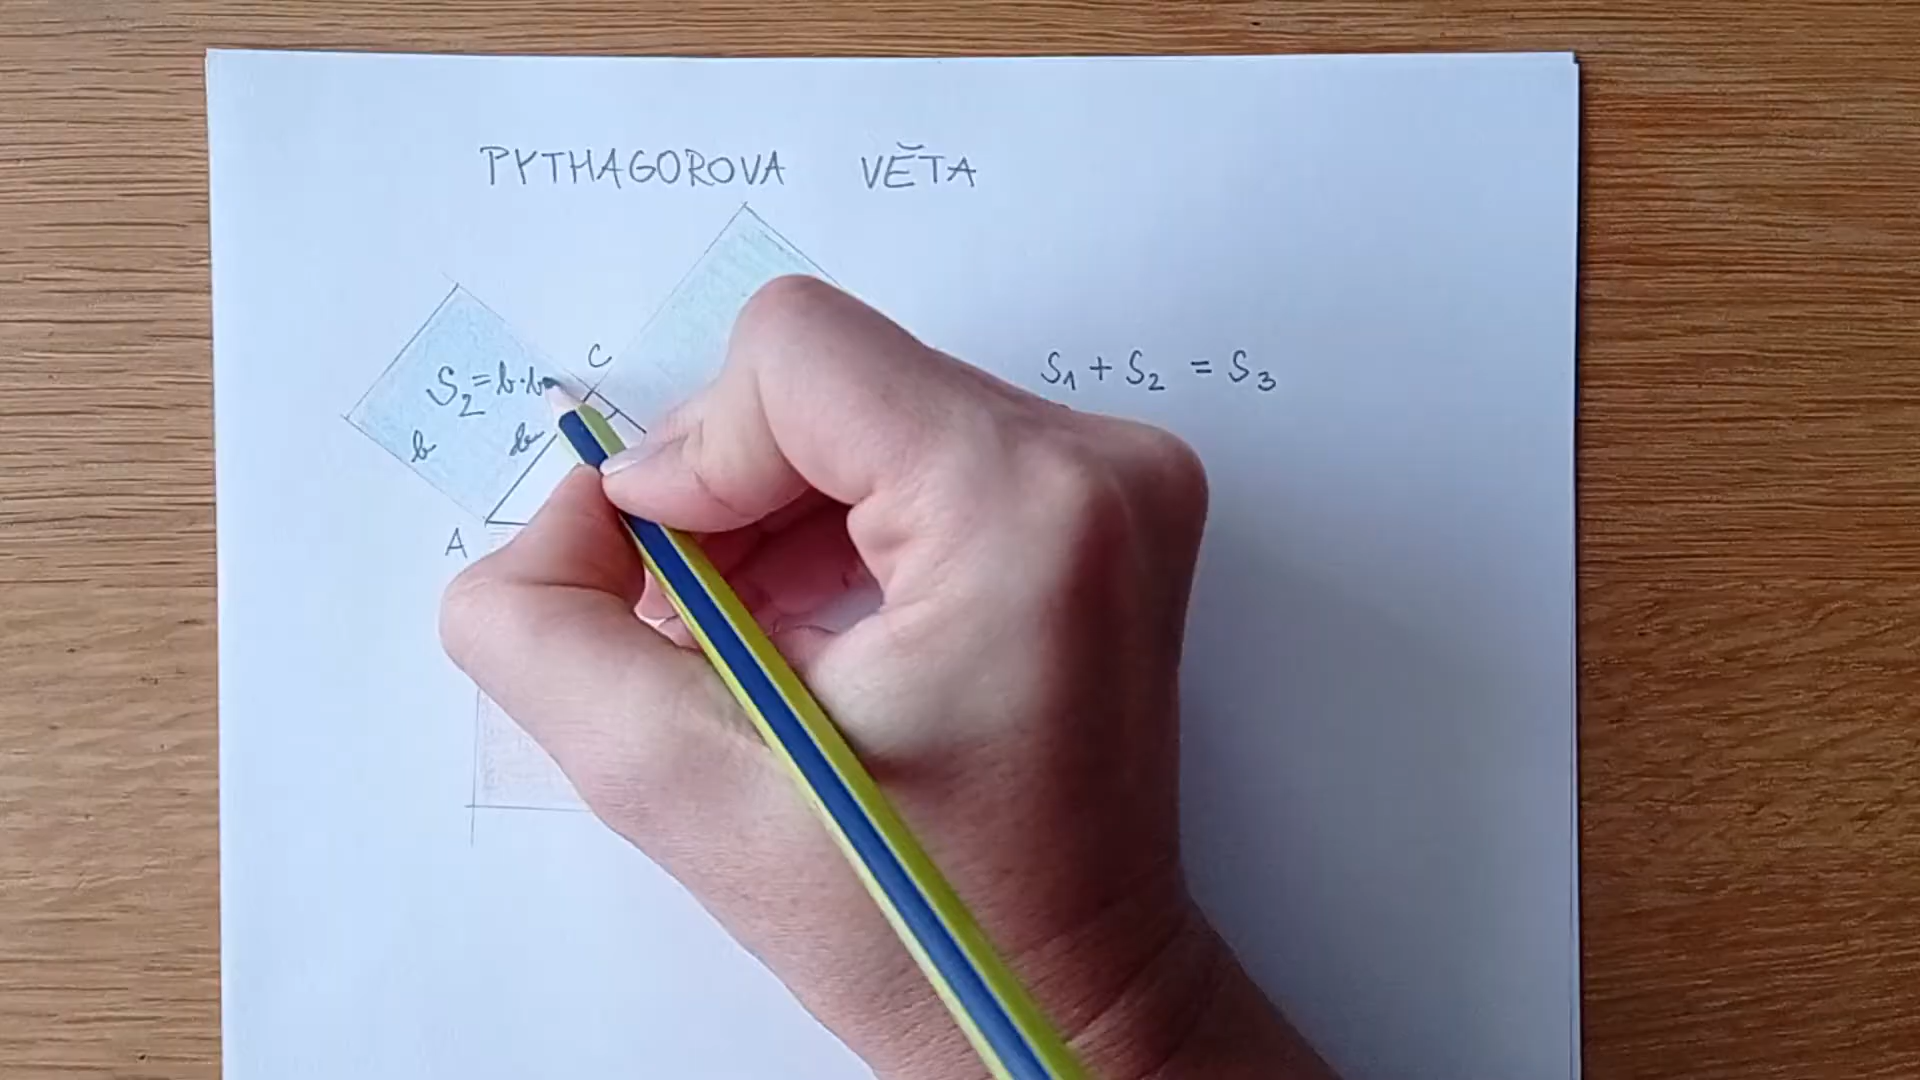 PYTHAGOROVA VĚTA
C
S₁ + S₂ = S₃
S₂ = b·b
b
b
A